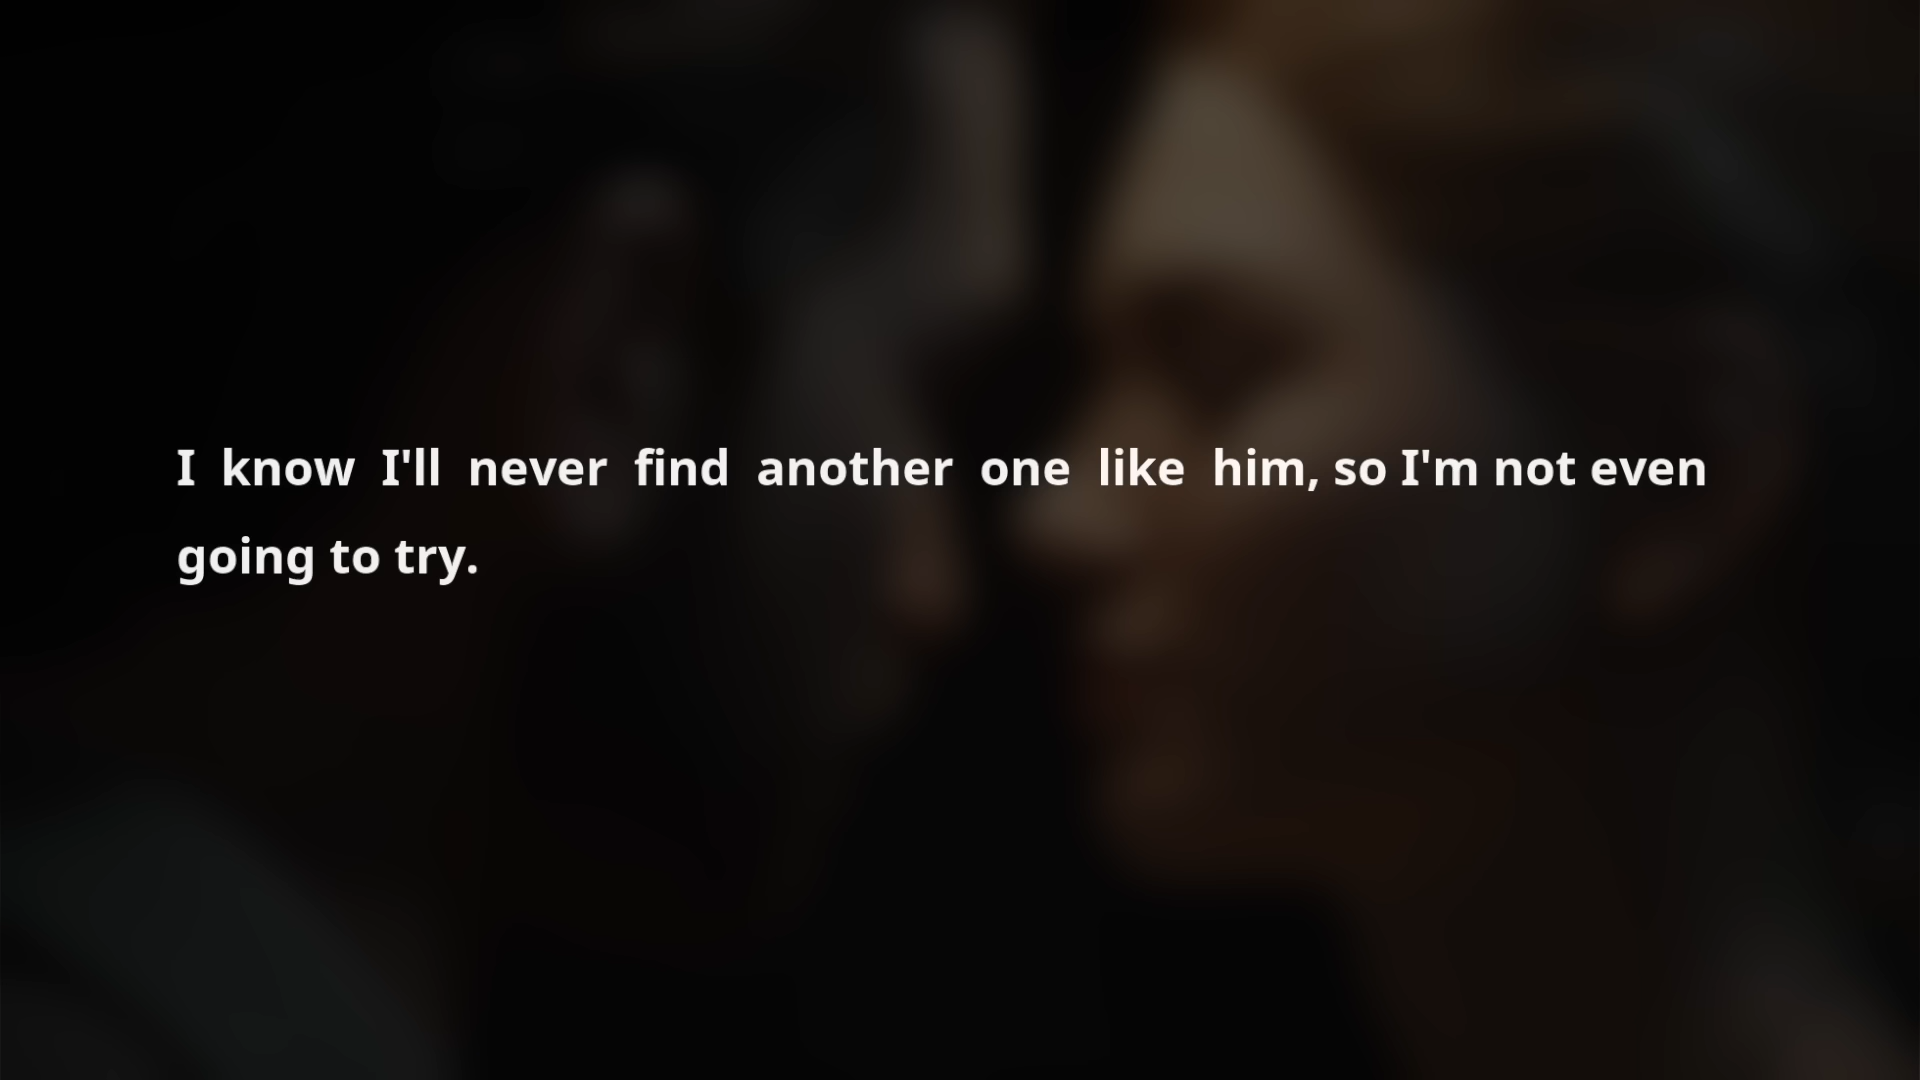 I know I'll never find another one like him, so I'm not even
going to try.